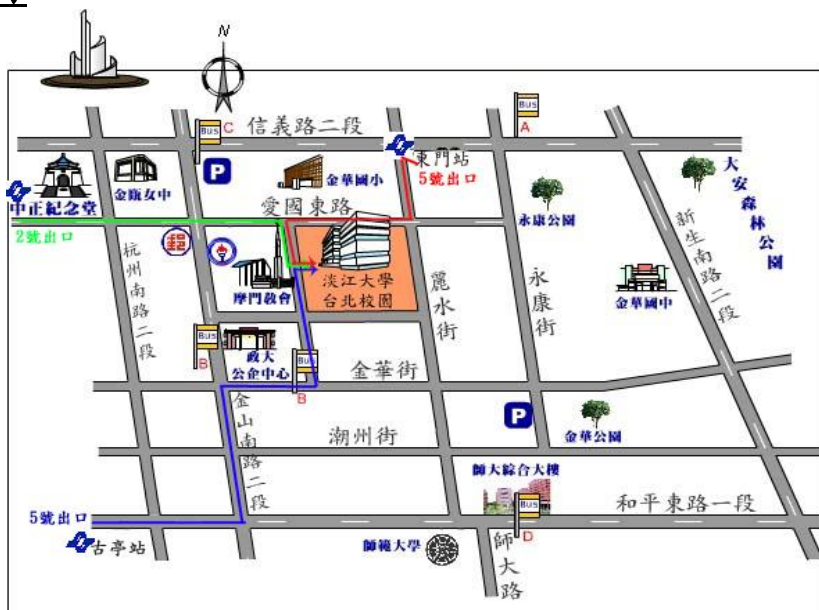 N
Bus
C
信義路二段
Bus
A
P
東門站
5號出口
大安森林公園
中正紀念堂
金甌女中
金華國小
愛國東路
永康公園
新生南路二段
2號出口
郵
杭州南路二段
摩門教會
淡江大學
台北校園
麗水街
永康街
金華國中
Bus
B
政大
公企中心
Bus
B
金華街
金山南路二段
潮州街
P
金華公園
師大綜合大樓
Bus
D
和平東路一段
5號出口
古亭站
師範大學
師大路